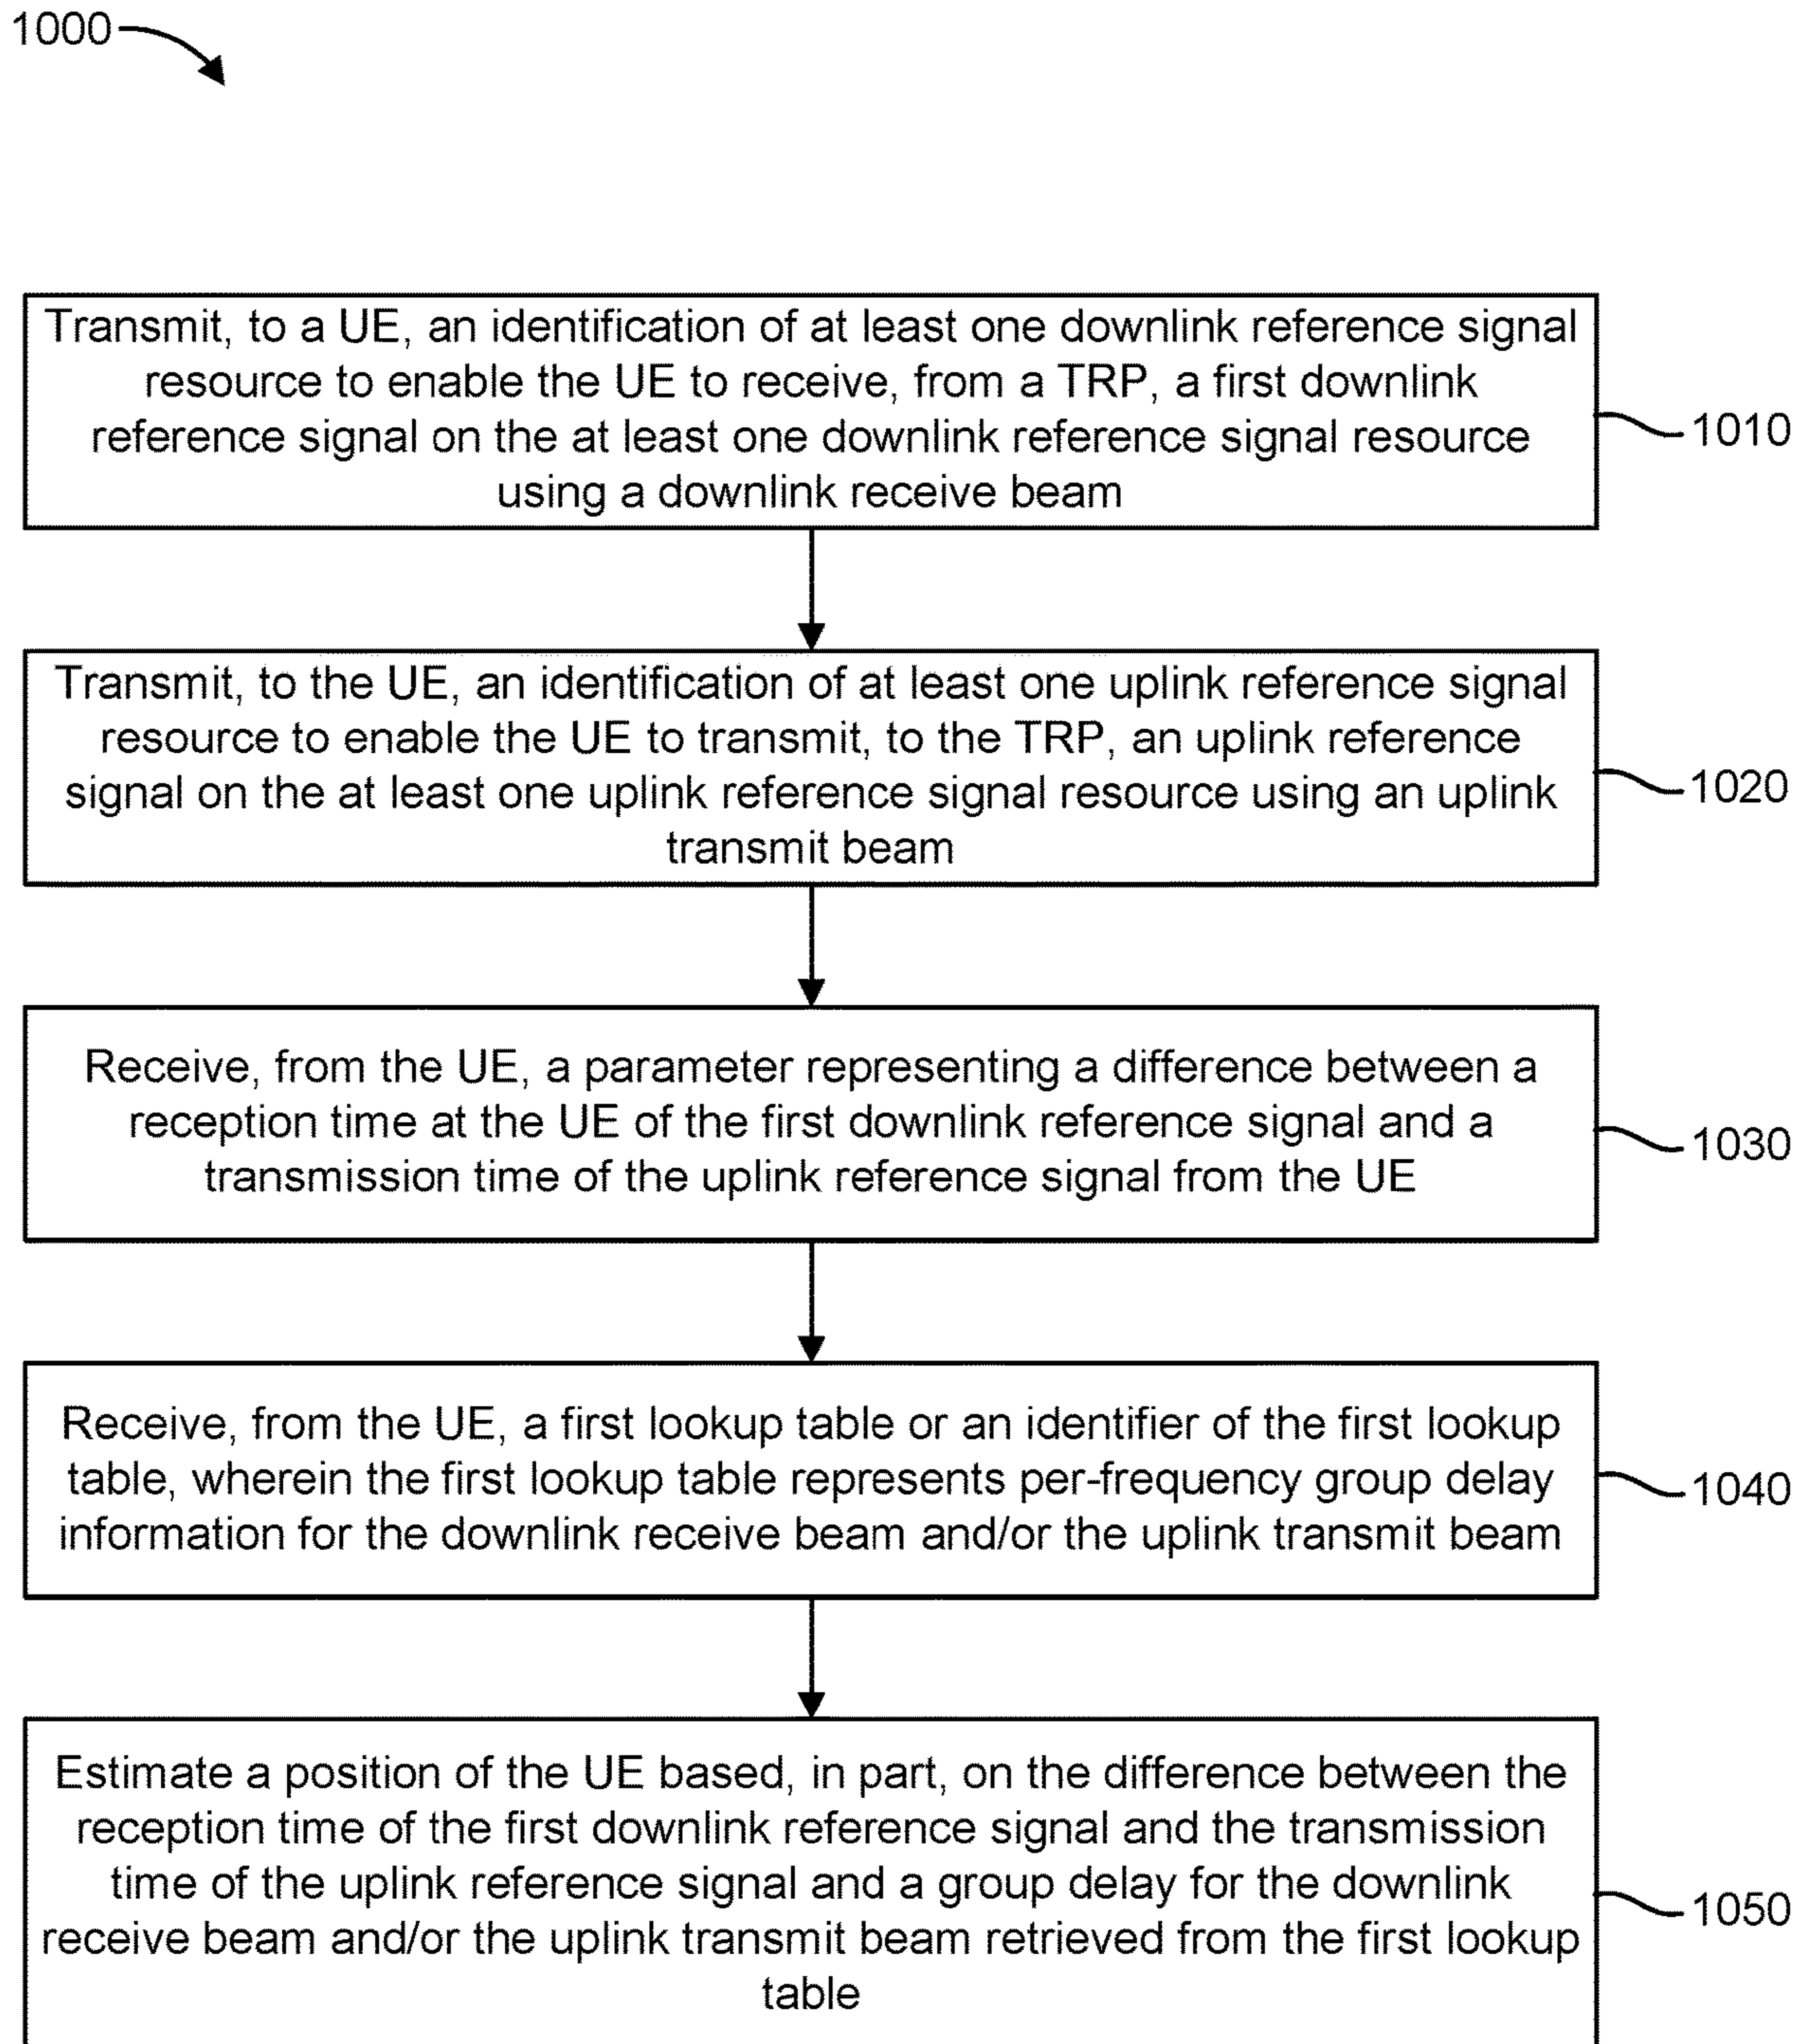 1000
Transmit, to a UE, an identification of at least one downlink reference signal
resource to enable the UE to receive, from a TRP, a first downlink
reference signal on the at least one downlink reference signal resource
using a downlink receive beam
1010
Transmit, to the UE, an identification of at least one uplink reference signal
resource to enable the UE to transmit, to the TRP, an uplink reference
signal on the at least one uplink reference signal resource using an uplink
transmit beam
1020
Receive, from the UE, a parameter representing a difference between a
reception time at the UE of the first downlink reference signal and a
transmission time of the uplink reference signal from the UE
1030
Receive, from the UE, a first lookup table or an identifier of the first lookup
table, wherein the first lookup table represents per-frequency group delay
information for the downlink receive beam and/or the uplink transmit beam
1040
Estimate a position of the UE based, in part, on the difference between the
reception time of the first downlink reference signal and the transmission
time of the uplink reference signal and a group delay for the downlink
receive beam and/or the uplink transmit beam retrieved from the first lookup
table
1050